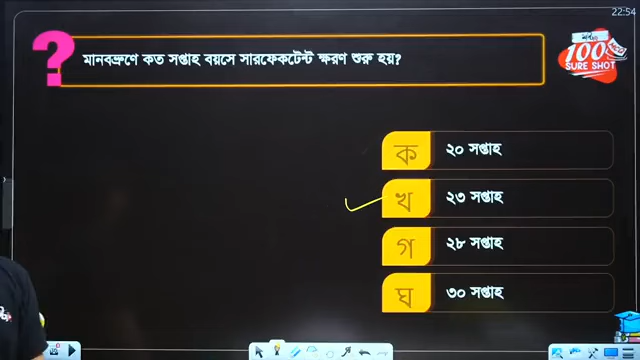 22:54
মানবভ্রুণে কত সপ্তাহ বয়সে সারফেকটেন্ট ক্ষরণ শুরু হয়?
100
SURE SHOT
ক ২০ সপ্তাহ
খ ২৩ সপ্তাহ
গ ২৮ সপ্তাহ
ঘ ৩০ সপ্তাহ